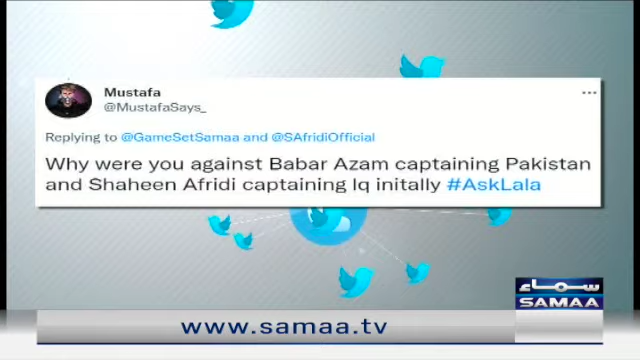 Mustafa
@MustafaSays_
Replying to @GameSetSamaa and @SAfridiOfficial
Why were you against Babar Azam captaining Pakistan
and Shaheen Afridi captaining lq initally #AskLala
سماء
SAMAA
www.samaa.tv